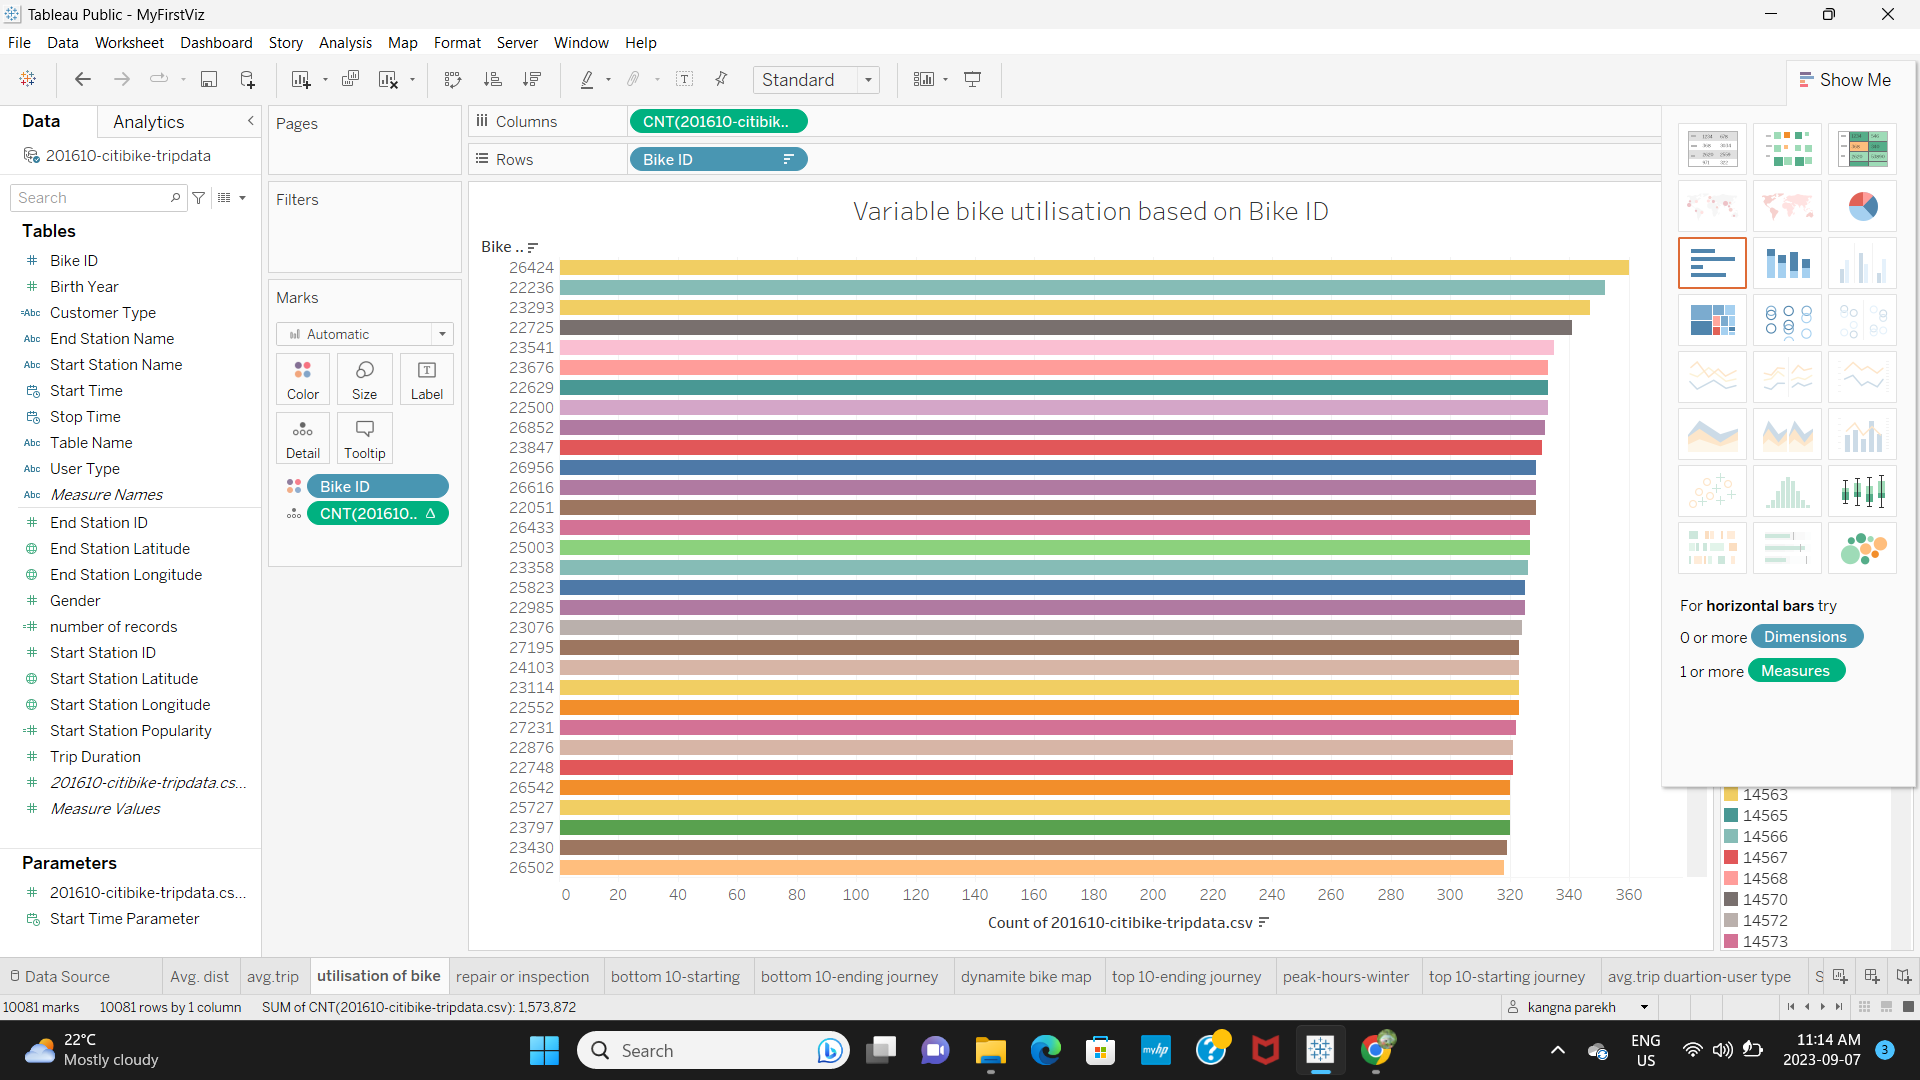 Tableau Public - MyFirstViz
File Data Worksheet Dashboard Story Analysis Map Format Server Window Help
Standard
Show Me
Data Analytics
201610-citibike-tripdata
Search
Tables
Bike ID
Birth Year
Customer Type
End Station Name
Start Station Name
Start Time
Stop Time
Table Name
User Type
Measure Names
End Station ID
End Station Latitude
End Station Longitude
Gender
number of records
Start Station ID
Start Station Latitude
Start Station Longitude
Start Station Popularity
Trip Duration
201610-citibike-tripdata.cs...
Measure Values
Parameters
201610-citibike-tripdata.cs...
Start Time Parameter
Pages
Filters
Marks
Automatic
Color Size Label
Detail Tooltip
Bike ID
CNT(201610..
Columns CNT(201610-citibik..
Rows Bike ID
Variable bike utilisation based on Bike ID
Bike ..
26424
22236
23293
22725
23541
23676
22629
22500
26852
23847
26956
26616
22051
26433
25003
23358
25823
22985
23076
27195
24103
23114
22552
27231
22876
22748
26542
25727
23797
23430
26502
0 20 40 60 80 100 120 140 160 180 200 220 240 260 280 300 320 340 360
Count of 201610-citibike-tripdata.csv
For horizontal bars try
0 or more Dimensions
1 or more Measures
14563
14565
14566
14567
14568
14570
14572
14573
Data Source Avg. dist avg.trip utilisation of bike repair or inspection bottom 10-starting bottom 10-ending journey dynamite bike map top 10-ending journey peak-hours-winter top 10-starting journey avg.trip duartion-user type S
10081 marks 10081 rows by 1 column SUM of CNT(201610-citibike-tripdata.csv): 1,573,872
kangna parekh
22°C
Mostly cloudy
Search
myhp
ENG
US
11:14 AM
2023-09-07
3